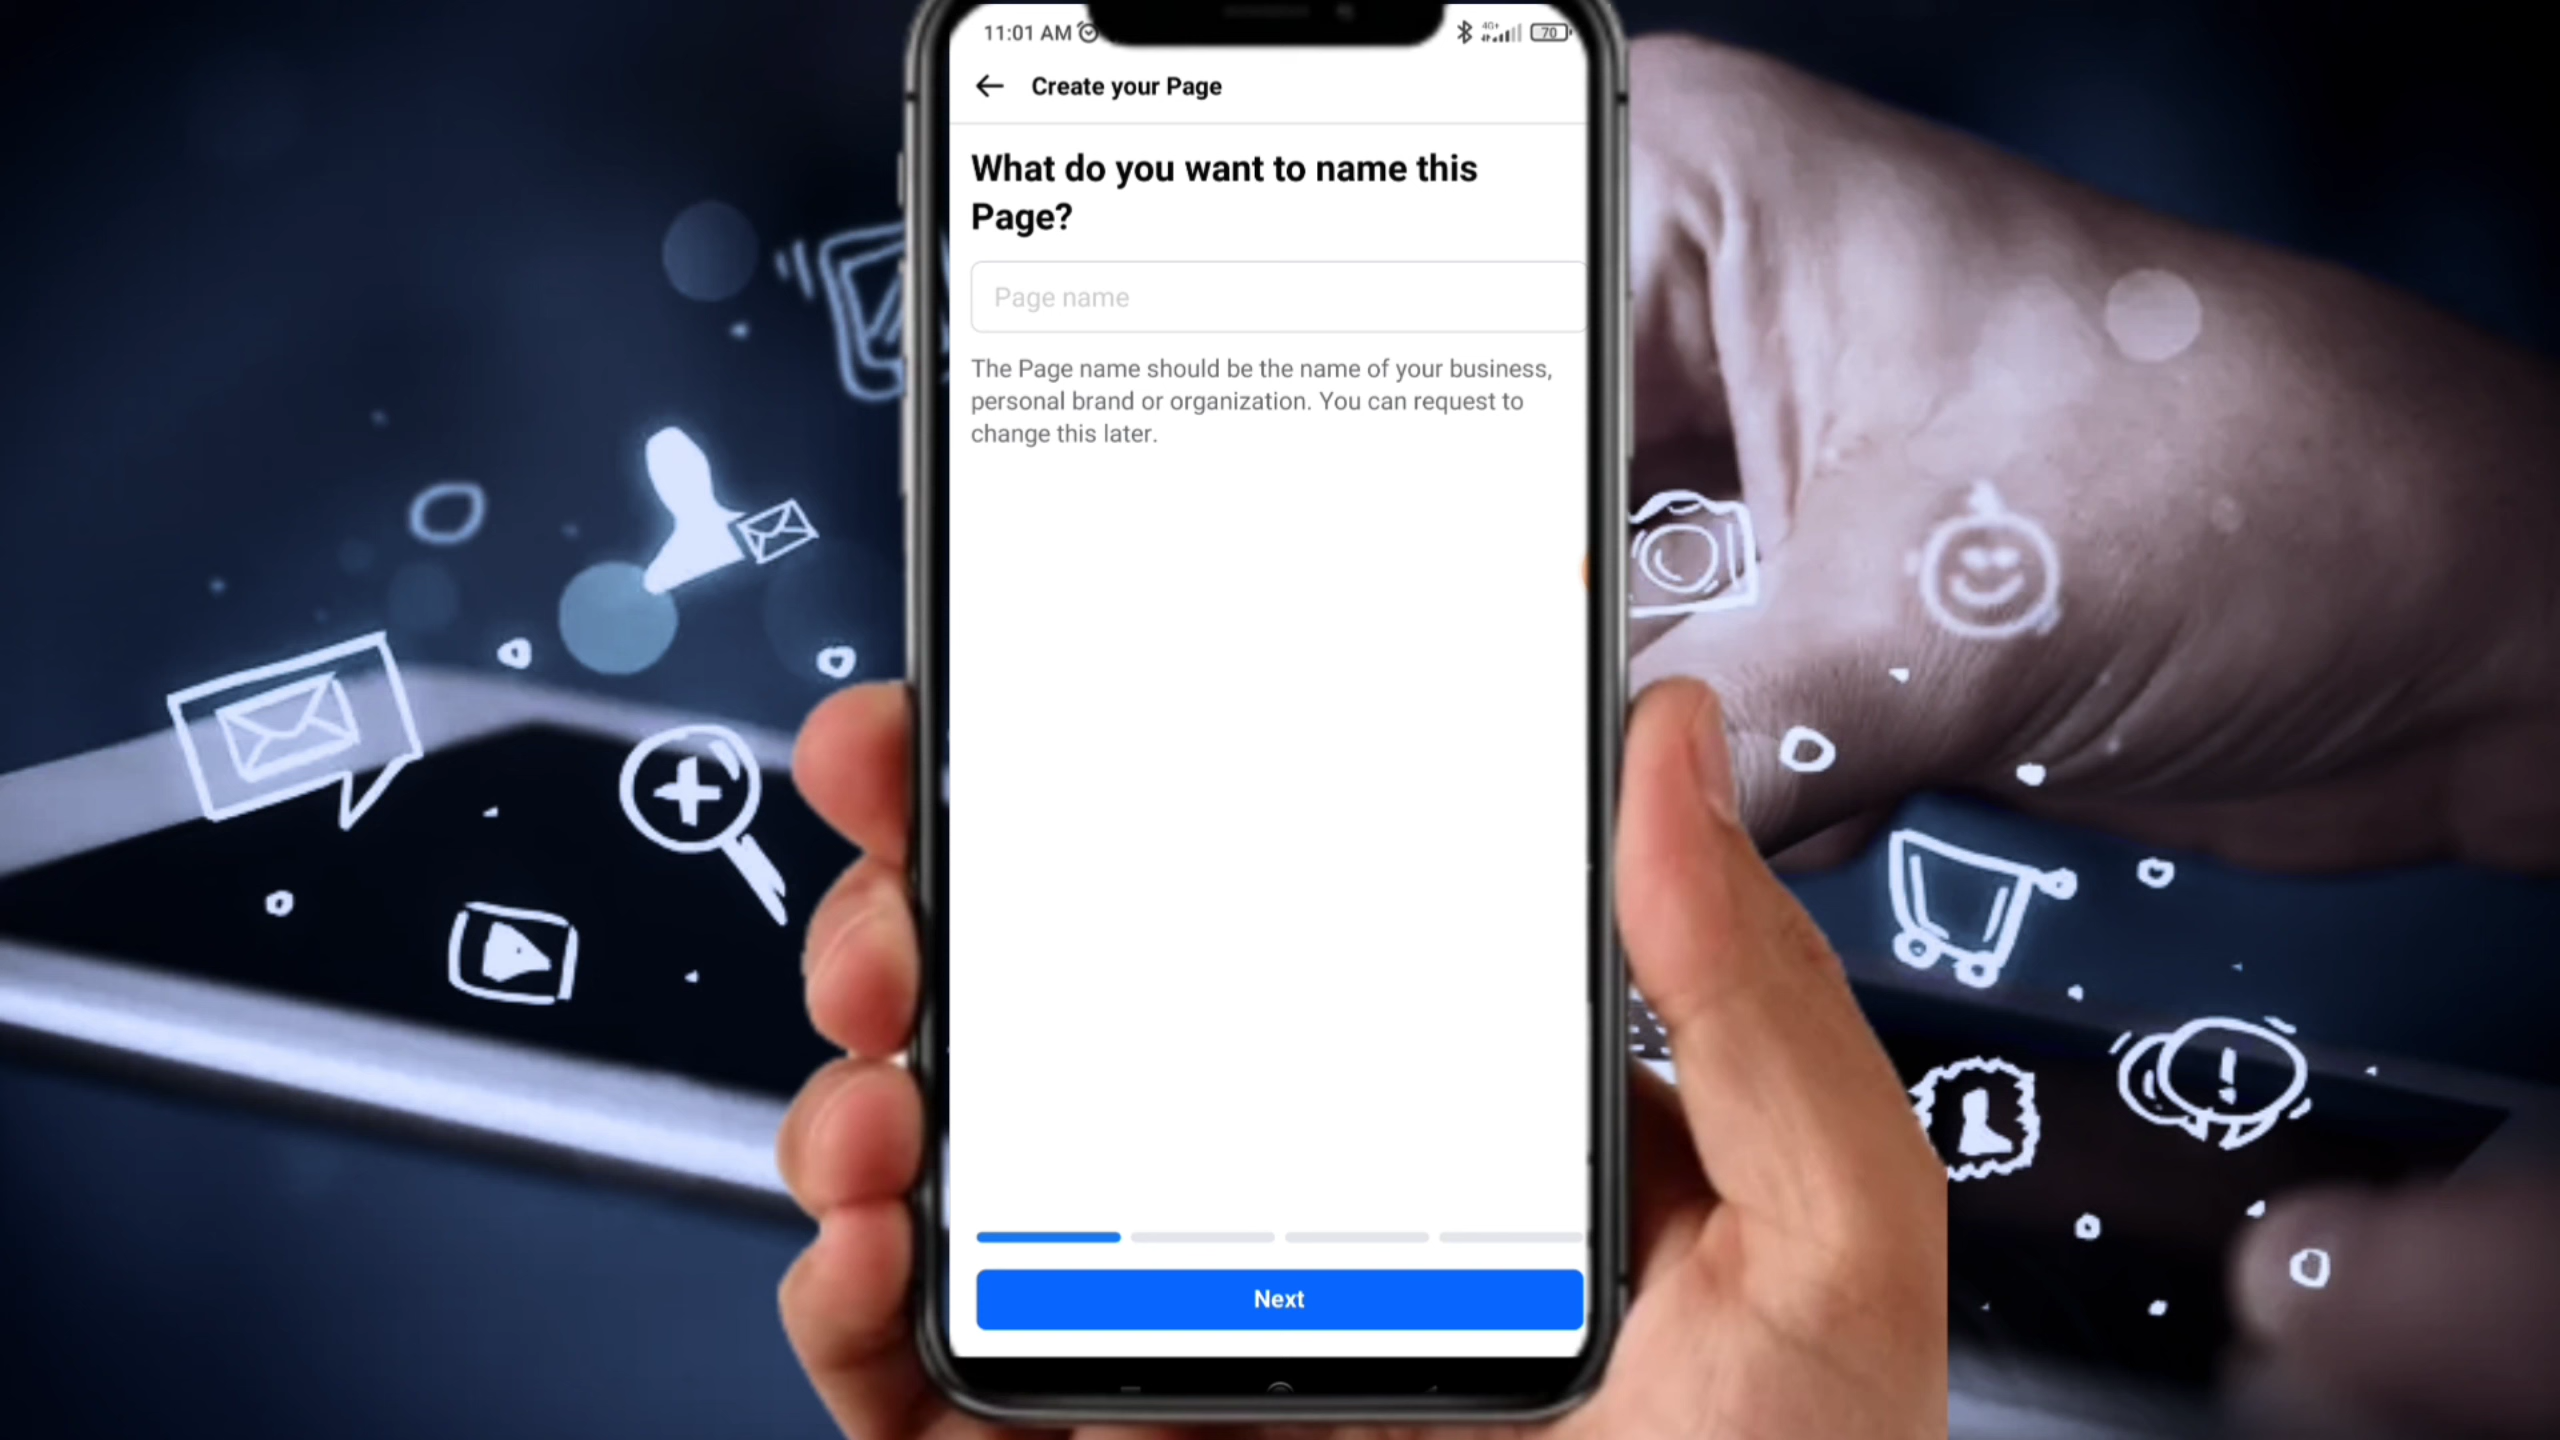 11:01 AM
4G+
70
Create your Page
What do you want to name this
Page?
Page name
The Page name should be the name of your business,
personal brand or organization. You can request to
change this later.
Next